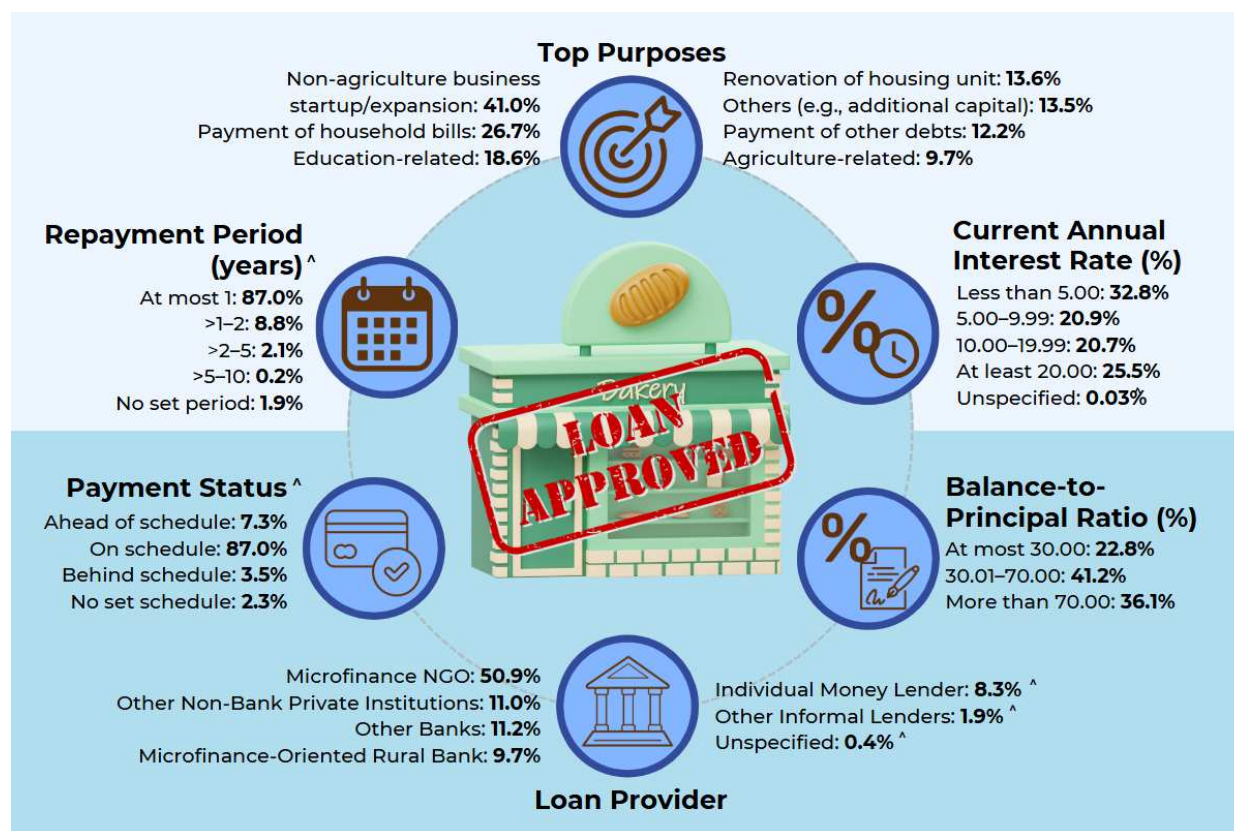 Top Purposes
Non-agriculture business
startup/expansion: 41.0%
Payment of household bills: 26.7%
Education-related: 18.6%
Renovation of housing unit: 13.6%
Others (e.g., additional capital): 13.5%
Payment of other debts: 12.2%
Agriculture-related: 9.7%
Repayment Period
(years)^
At most 1: 87.0%
>1–2: 8.8%
>2–5: 2.1%
>5–10: 0.2%
No set period: 1.9%
Current Annual
Interest Rate (%)
Less than 5.00: 32.8%
5.00–9.99: 20.9%
10.00–19.99: 20.7%
At least 20.00: 25.5%
Unspecified: 0.03%^
Bakery
LOAN
APPROVED
Payment Status ^
Ahead of schedule: 7.3%
On schedule: 87.0%
Behind schedule: 3.5%
No set schedule: 2.3%
Balance-to-
Principal Ratio (%)
At most 30.00: 22.8%
30.01–70.00: 41.2%
More than 70.00: 36.1%
Microfinance NGO: 50.9%
Other Non-Bank Private Institutions: 11.0%
Other Banks: 11.2%
Microfinance-Oriented Rural Bank: 9.7%
Individual Money Lender: 8.3% ^
Other Informal Lenders: 1.9% ^
Unspecified: 0.4% ^
Loan Provider